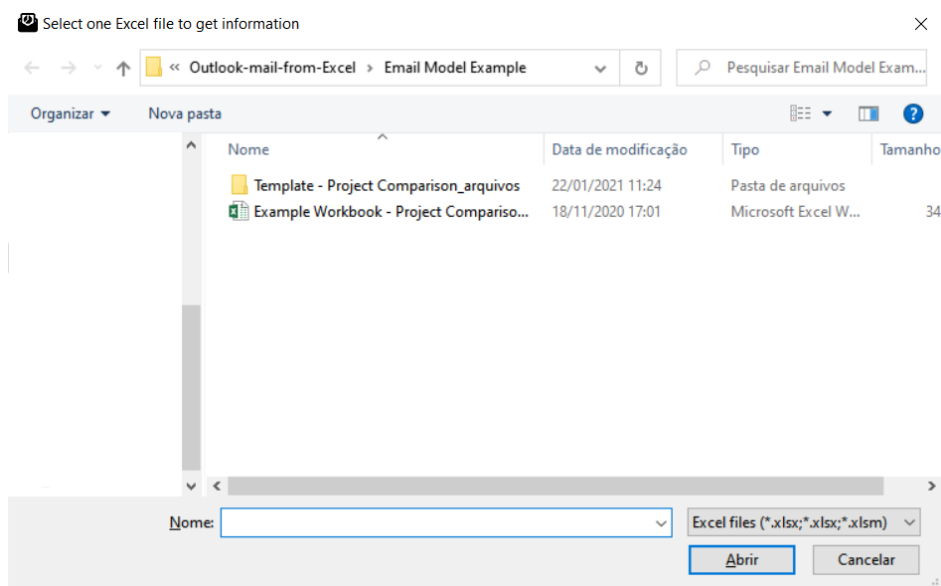 Select one Excel file to get information
« Outlook-mail-from-Excel › Email Model Example
Pesquisar Email Model Exam...
Organizar
Nova pasta
?
Nome
Data de modificação
Tipo
Tamanho
Template - Project Comparison_arquivos 22/01/2021 11:24 Pasta de arquivos
Example Workbook - Project Compariso... 18/11/2020 17:01 Microsoft Excel W... 34
Nome:
Excel files (*.xlsx;*.xlsx;*.xlsm)
Abrir
Cancelar